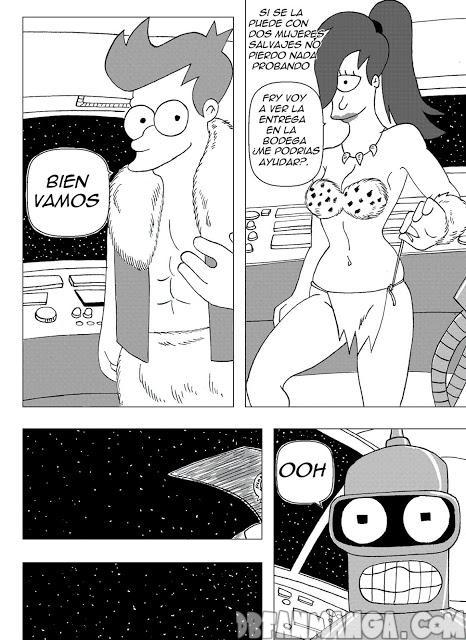 BIEN
VAMOS
SI SE LA
PUEDE CON
DOS MUJERES
SALVAJES NO
PIERDO NADA
PROBANDO
FRY VOY
A VER LA
ENTREGA
EN LA
BODEGA
¿ME PODRIAS
AYUDAR?.
OOH
DBFANMANGA.COM